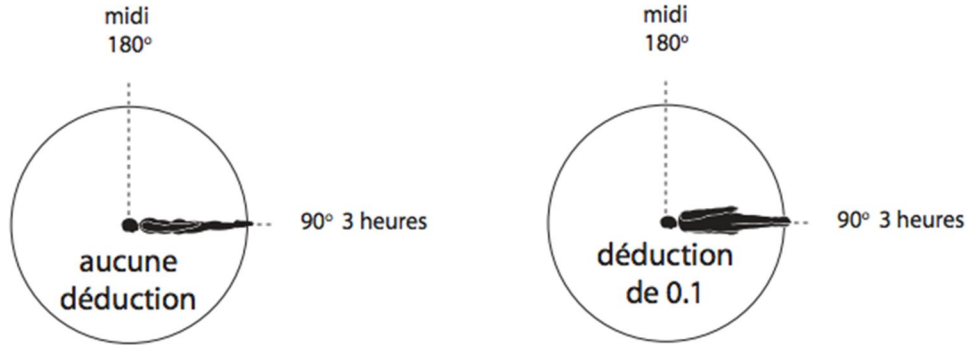 midi
180°
90° 3 heures
aucune
déduction
midi
180°
90° 3 heures
déduction
de 0.1